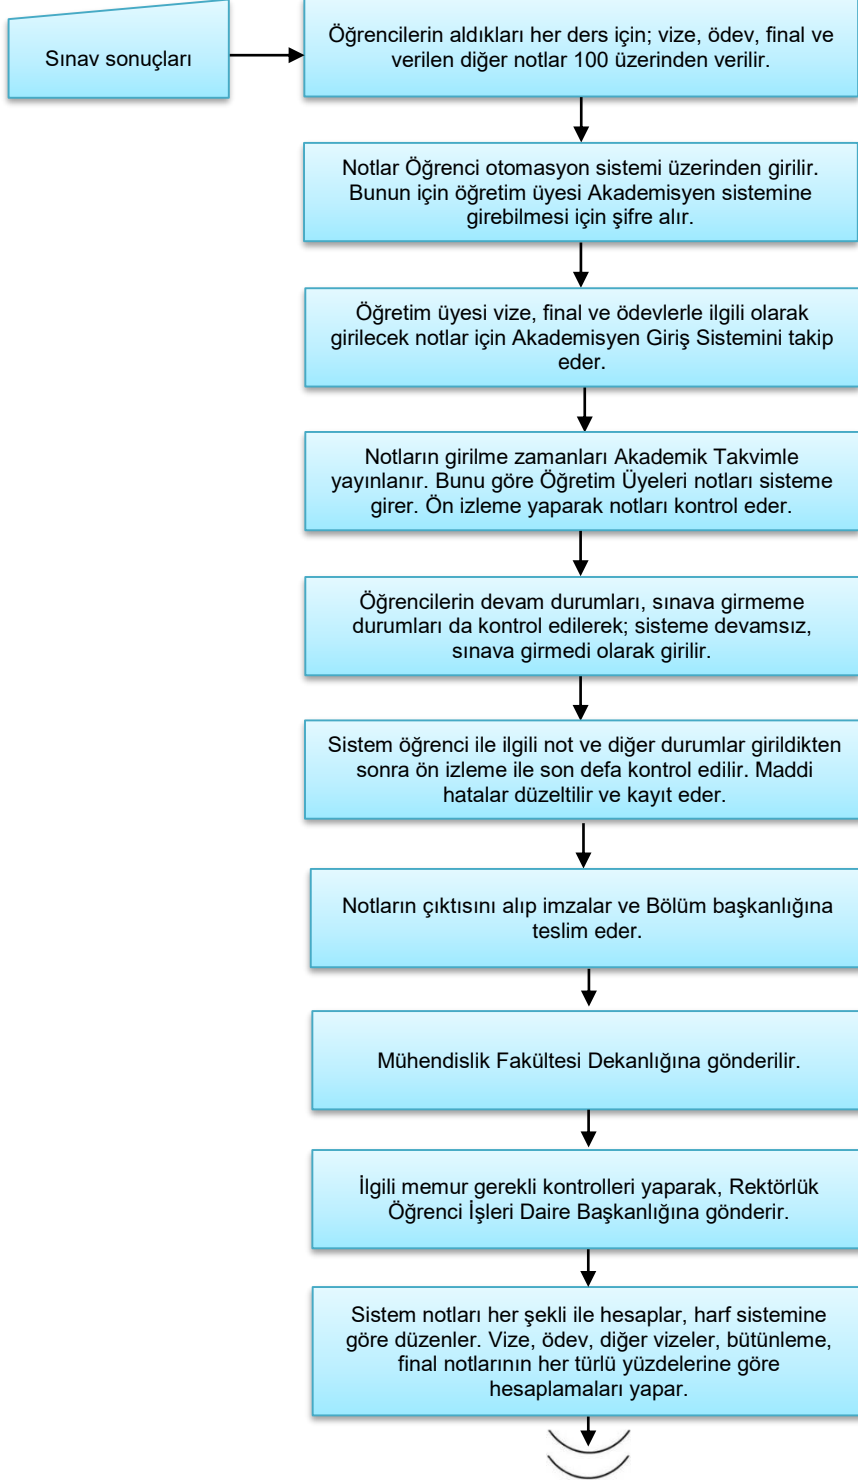 Sınav sonuçları
Öğrencilerin aldıkları her ders için; vize, ödev, final ve
verilen diğer notlar 100 üzerinden verilir.
Notlar Öğrenci otomasyon sistemi üzerinden girilir.
Bunun için öğretim üyesi Akademisyen sistemine
girebilmesi için şifre alır.
Öğretim üyesi vize, final ve ödevlerle ilgili olarak
girilecek notlar için Akademisyen Giriş Sistemini takip
eder.
Notların girilme zamanları Akademik Takvimle
yayınlanır. Bunu göre Öğretim Üyeleri notları sisteme
girer. Ön izleme yaparak notları kontrol eder.
Öğrencilerin devam durumları, sınava girmeme
durumları da kontrol edilerek; sisteme devamsız,
sınava girmedi olarak girilir.
Sistem öğrenci ile ilgili not ve diğer durumlar girildikten
sonra ön izleme ile son defa kontrol edilir. Maddi
hatalar düzeltilir ve kayıt eder.
Notların çıktısını alıp imzalar ve Bölüm başkanlığına
teslim eder.
Mühendislik Fakültesi Dekanlığına gönderilir.
İlgili memur gerekli kontrolleri yaparak, Rektörlük
Öğrenci İşleri Daire Başkanlığına gönderir.
Sistem notları her şekli ile hesaplar, harf sistemine
göre düzenler. Vize, ödev, diğer vizeler, bütünleme,
final notlarının her türlü yüzdelerine göre
hesaplamaları yapar.